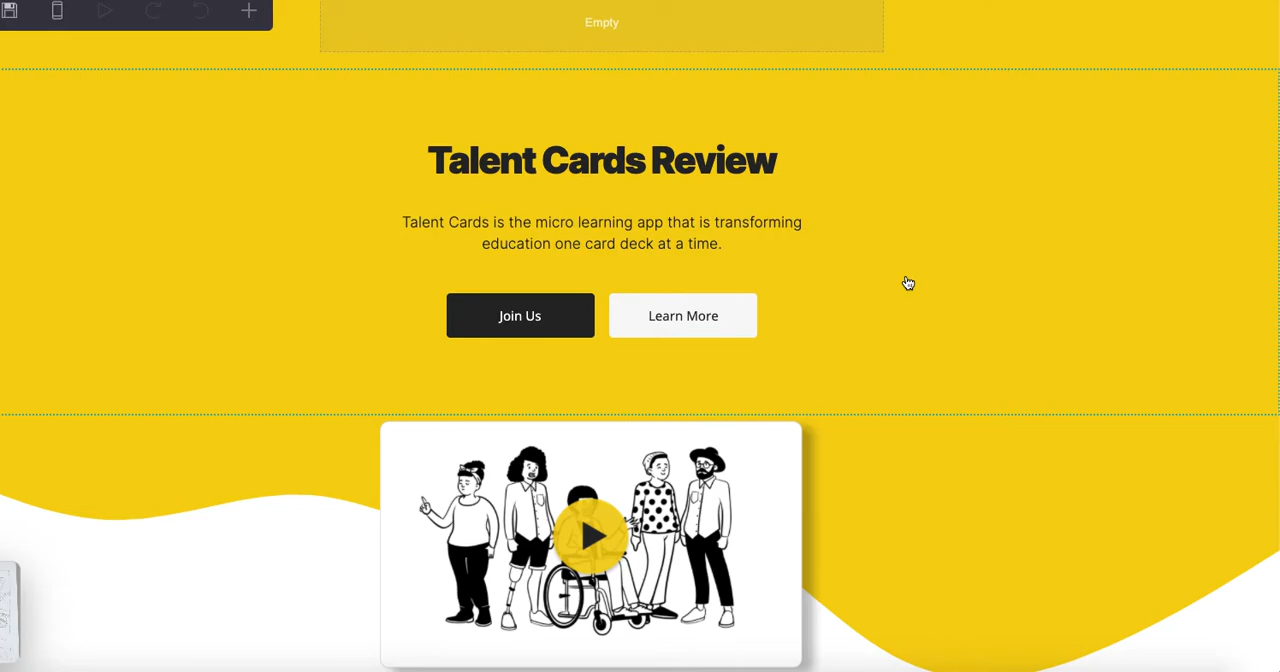 Empty
Talent Cards Review
Talent Cards is the micro learning app that is transforming
education one card deck at a time.
Join Us
Learn More